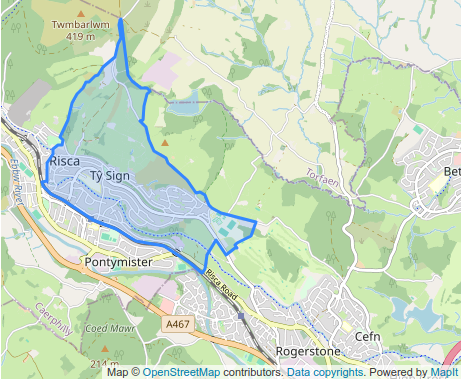 Twmbarlwm
419 m
Risca
Tŷ Sign
Ebbw River
Torfaen
Bet
Pontymister
Risca Road
Caerphilly
Coed Mawr
A467
214 m
Cefn
Rogerstone
Map © OpenStreetMap contributors. Data copyrights. Powered by MapIt